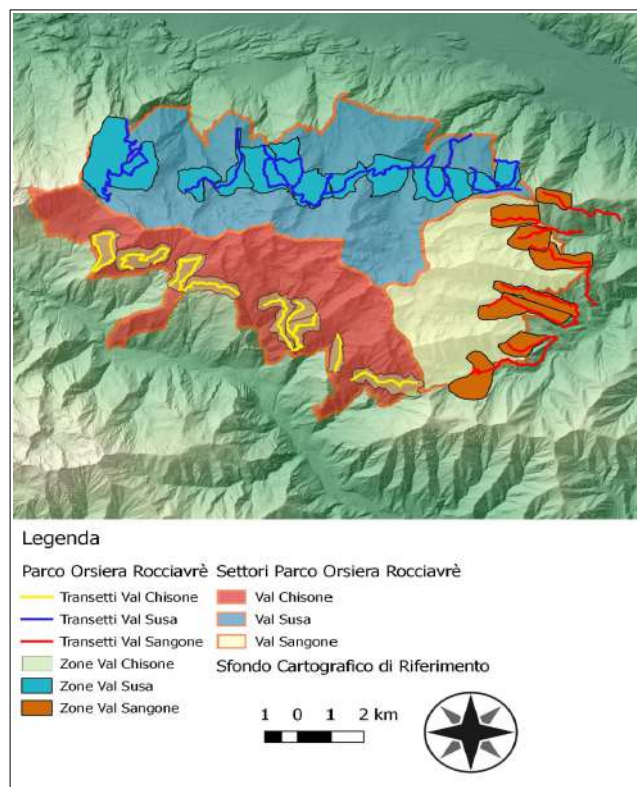 Legenda
Parco Orsiera Rocciavrè Settori Parco Orsiera Rocciavrè
Transetti Val Chisone Val Chisone
Transetti Val Susa Val Susa
Transetti Val Sangone Val Sangone
Zone Val Chisone Sfondo Cartografico di Riferimento
Zone Val Susa
Zone Val Sangone
1 0 1 2 km